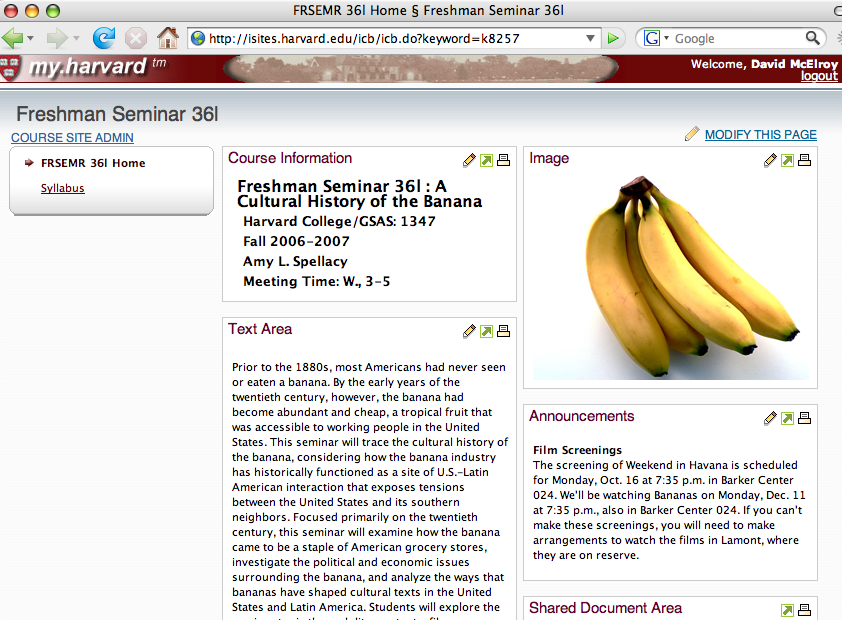 FRSEMR 36l Home § Freshman Seminar 36l
http://isites.harvard.edu/icb/icb.do?keyword=k8257
G
Google
my.harvard tm
Welcome, David McElroy
logout
Freshman Seminar 36l
COURSE SITE ADMIN
MODIFY THIS PAGE
FRSEMR 36l Home
Syllabus
Course Information
Freshman Seminar 36l : A
Cultural History of the Banana
Harvard College/GSAS: 1347
Fall 2006-2007
Amy L. Spellacy
Meeting Time: W., 3-5
Text Area
Prior to the 1880s, most Americans had never seen
or eaten a banana. By the early years of the
twentieth century, however, the banana had
become abundant and cheap, a tropical fruit that
was accessible to working people in the United
States. This seminar will trace the cultural history of
the banana, considering how the banana industry
has historically functioned as a site of U.S.-Latin
American interaction that exposes tensions
between the United States and its southern
neighbors. Focused primarily on the twentieth
century, this seminar will examine how the banana
came to be a staple of American grocery stores,
investigate the political and economic issues
surrounding the banana, and analyze the ways that
bananas have shaped cultural texts in the United
States and Latin America. Students will explore the
Image
Announcements
Film Screenings
The screening of Weekend in Havana is scheduled
for Monday, Oct. 16 at 7:35 p.m. in Barker Center
024. We'll be watching Bananas on Monday, Dec. 11
at 7:35 p.m., also in Barker Center 024. If you can't
make these screenings, you will need to make
arrangements to watch the films in Lamont, where
they are on reserve.
Shared Document Area